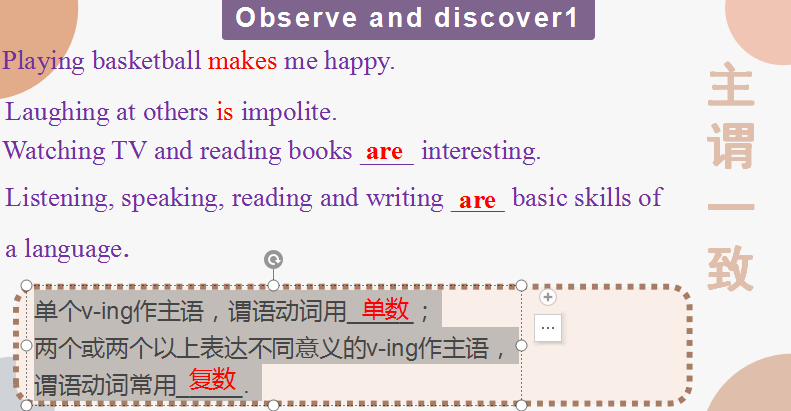 Observe and discover1
Playing basketball makes me happy.
Laughing at others is impolite.
Watching TV and reading books are interesting.
Listening, speaking, reading and writing are basic skills of
a language.
主谓一致
单个v-ing作主语，谓语动词用单数；
两个或两个以上表达不同意义的v-ing作主语，
谓语动词常用复数.